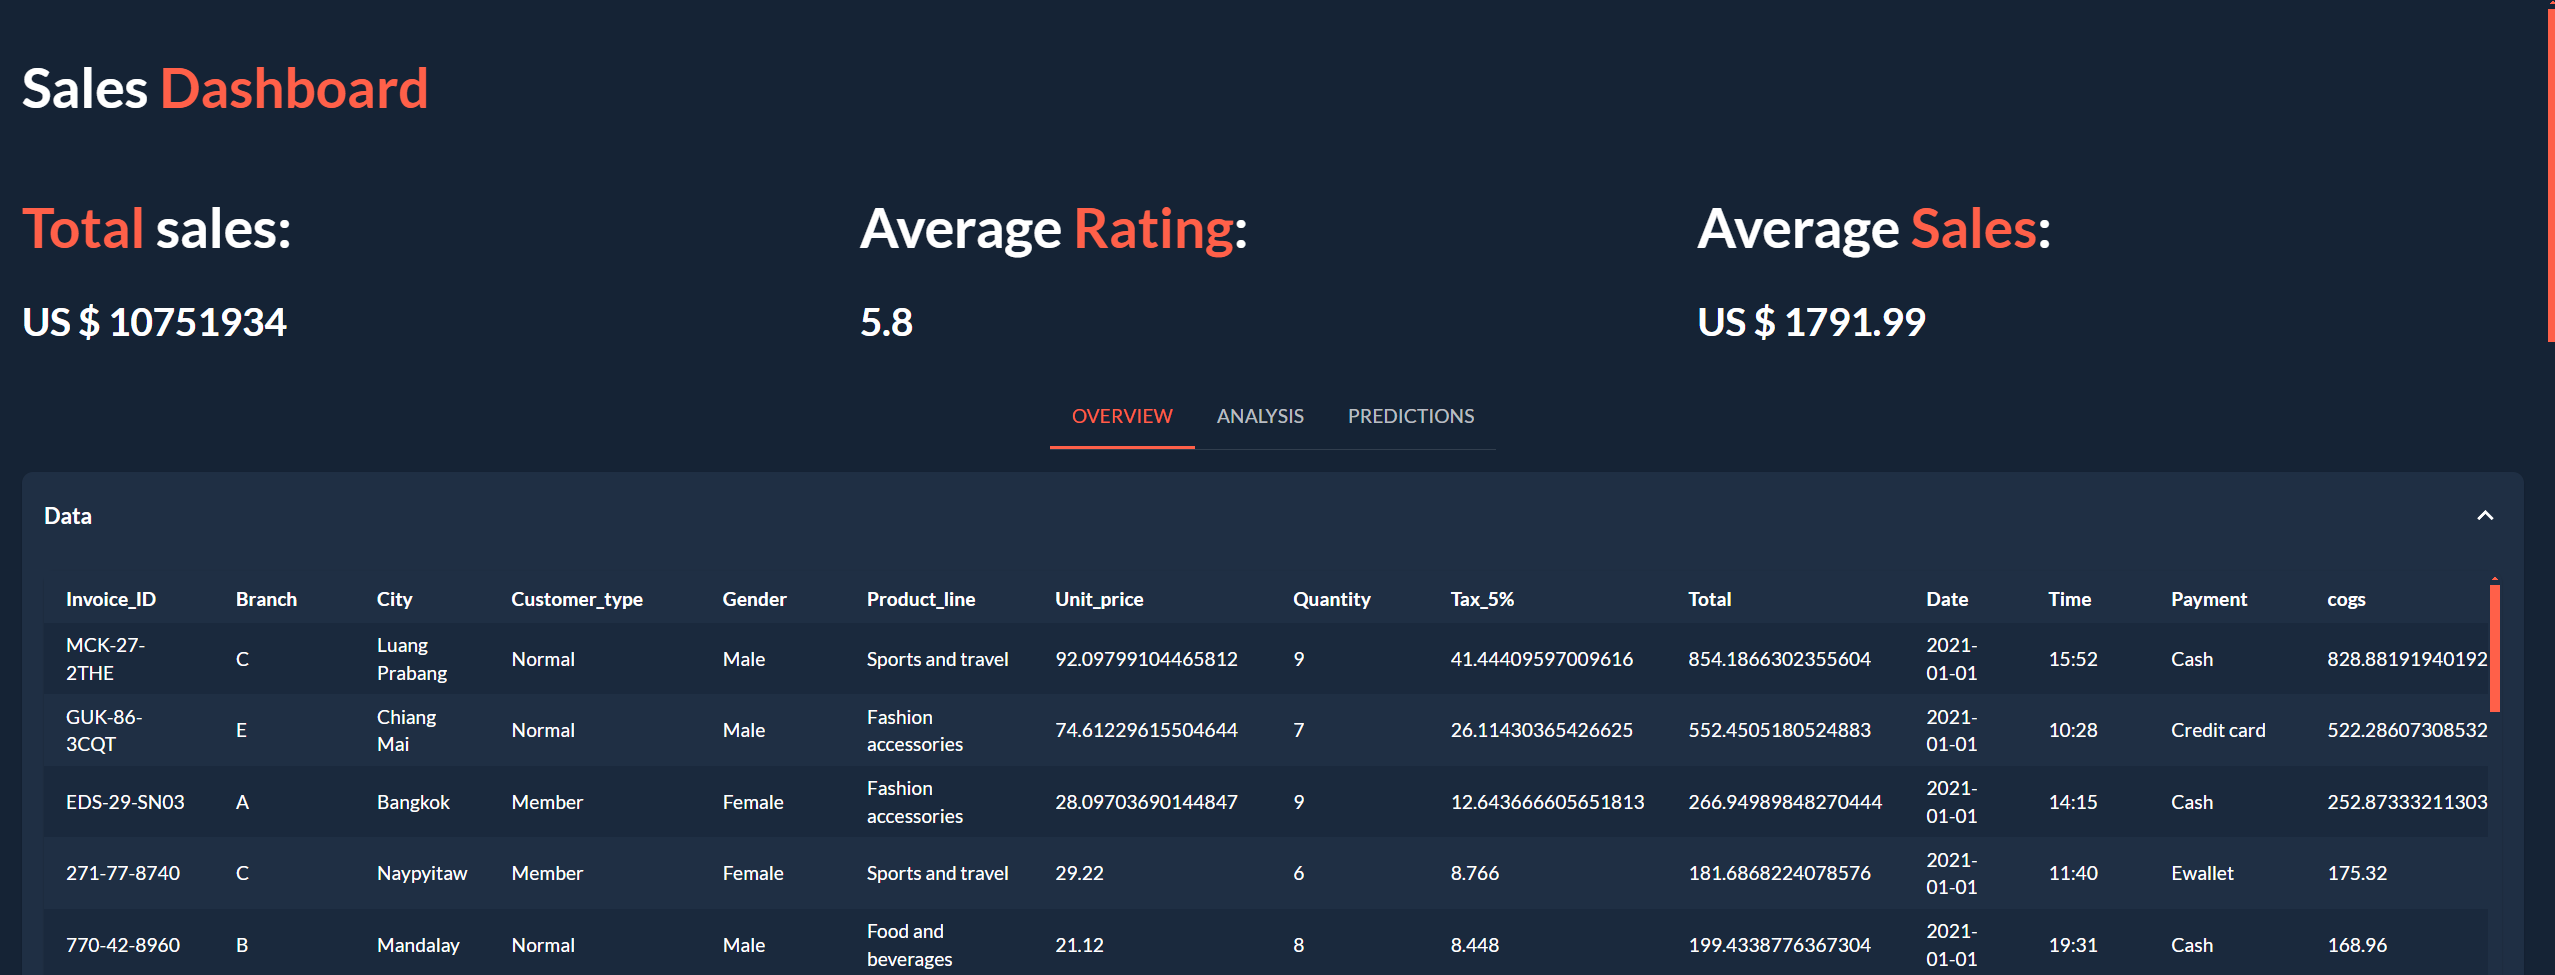 Sales Dashboard
Total sales:
Average Rating:
Average Sales:
US $ 10751934
5.8
US $ 1791.99
OVERVIEW ANALYSIS PREDICTIONS
Data
Invoice_ID Branch City Customer_type Gender Product_line Unit_price Quantity Tax_5% Total Date Time Payment cogs
MCK-27-
2THE
C
Luang
Prabang
Normal
Male
Sports and travel
92.09799104465812
9
41.44409597009616
854.1866302355604
2021-
01-01
15:52
Cash
828.88191940192
GUK-86-
3CQT
E
Chiang
Mai
Normal
Male
Fashion
accessories
74.61229615504644
7
26.11430365426625
552.4505180524883
2021-
01-01
10:28
Credit card
522.28607308532
EDS-29-SN03
A
Bangkok
Member
Female
Fashion
accessories
28.09703690144847
9
12.643666605651813
266.94989848270444
2021-
01-01
14:15
Cash
252.87333211303
271-77-8740
C
Naypyitaw
Member
Female
Sports and travel
29.22
6
8.766
181.6868224078576
2021-
01-01
11:40
Ewallet
175.32
770-42-8960
B
Mandalay
Normal
Male
Food and
beverages
21.12
8
8.448
199.4338776367304
2021-
01-01
19:31
Cash
168.96